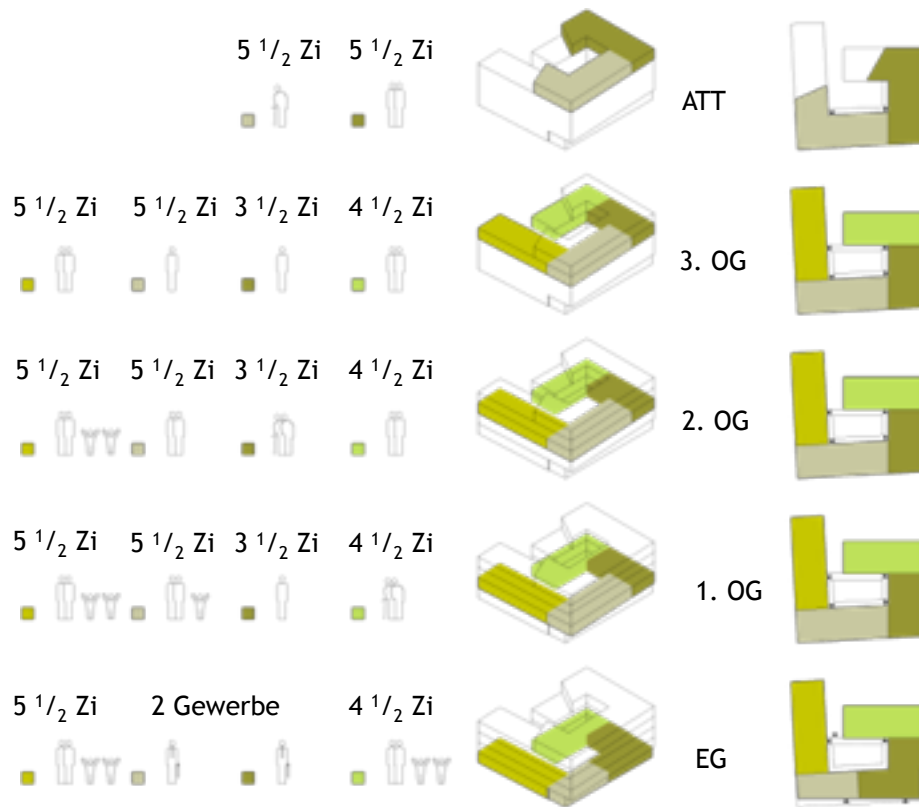 5 ¹/₂ Zi 5 ¹/₂ Zi
ATT
5 ¹/₂ Zi 5 ¹/₂ Zi 3 ¹/₂ Zi 4 ¹/₂ Zi
3. OG
5 ¹/₂ Zi 5 ¹/₂ Zi 3 ¹/₂ Zi 4 ¹/₂ Zi
2. OG
5 ¹/₂ Zi 5 ¹/₂ Zi 3 ¹/₂ Zi 4 ¹/₂ Zi
1. OG
5 ¹/₂ Zi 2 Gewerbe 4 ¹/₂ Zi
EG